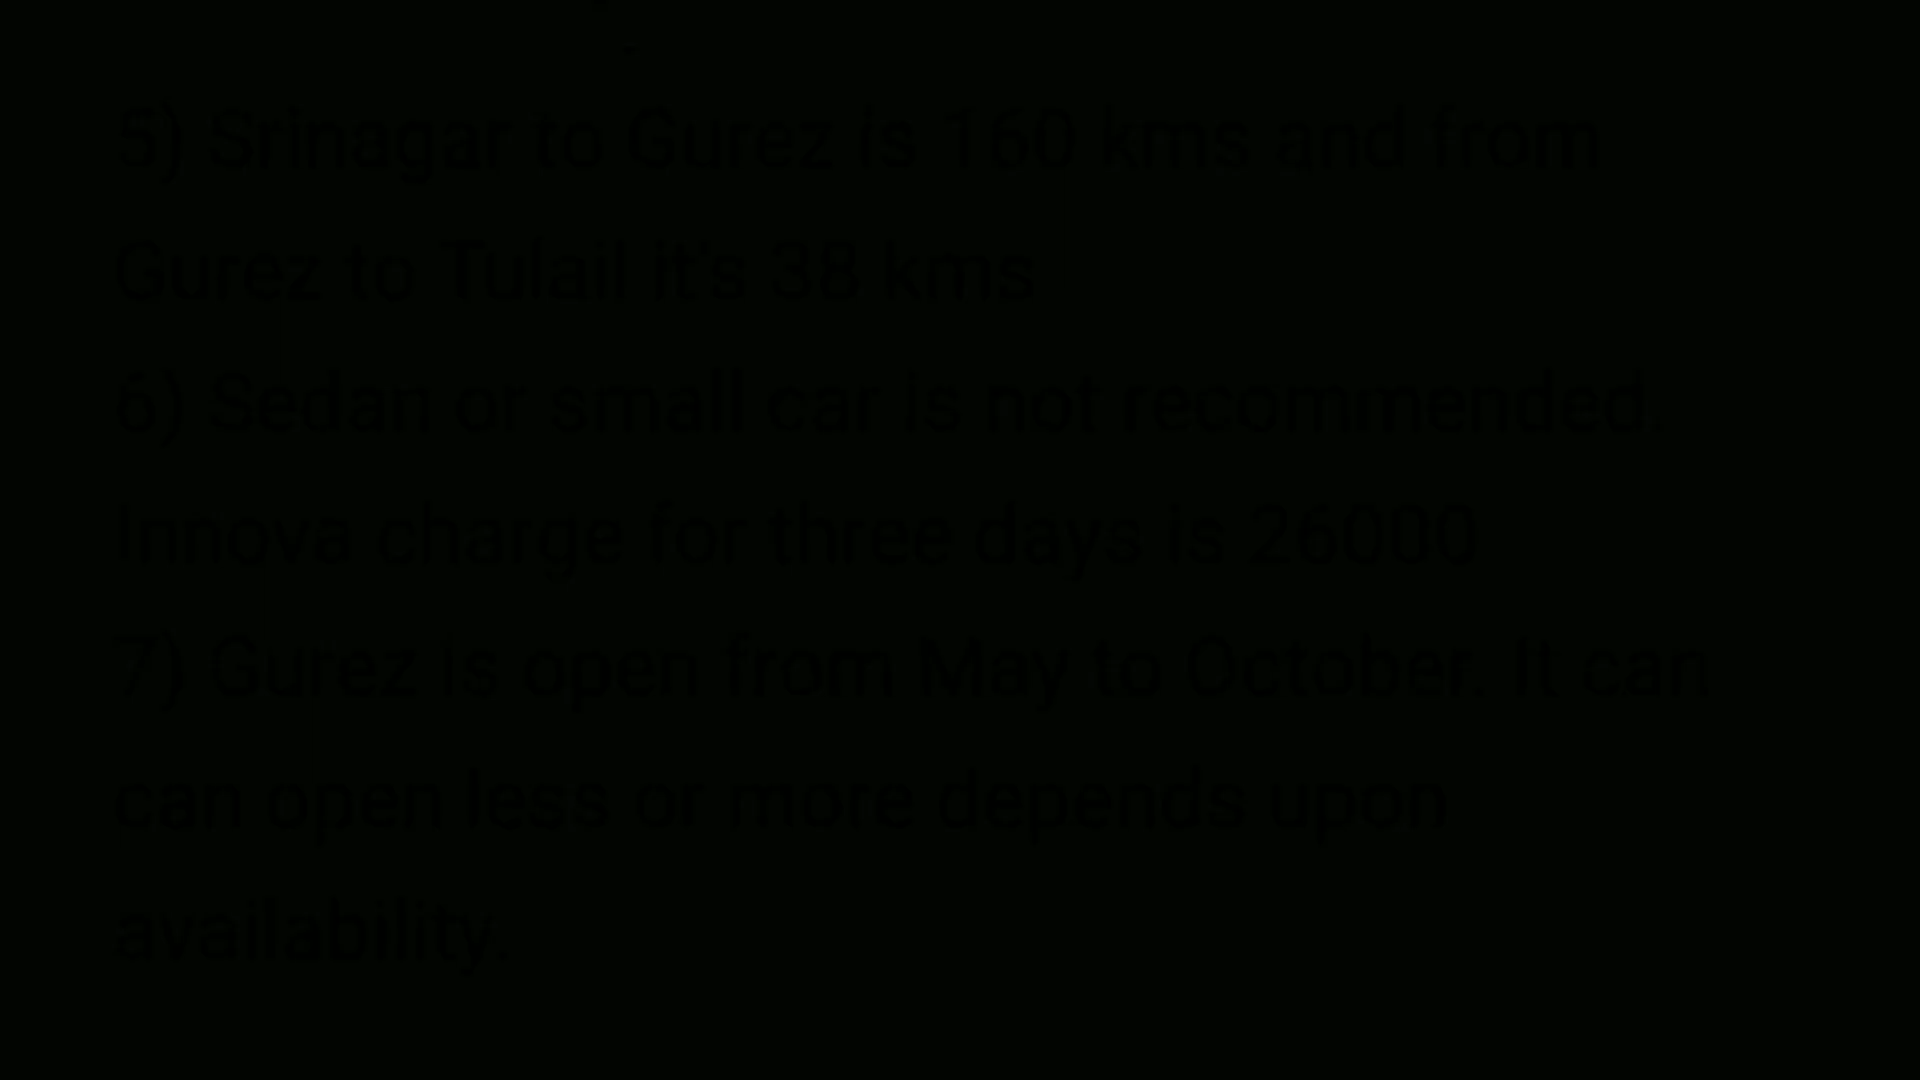 5) Srinagar to Gurez is 160 kms and from
Gurez to Tulail It's 38 kms
6) Sedan or small car is not recommended.
Innova charge for three days is 26000
7) Gurez is open from May to October. It can
can open less or more depends upon
availability.